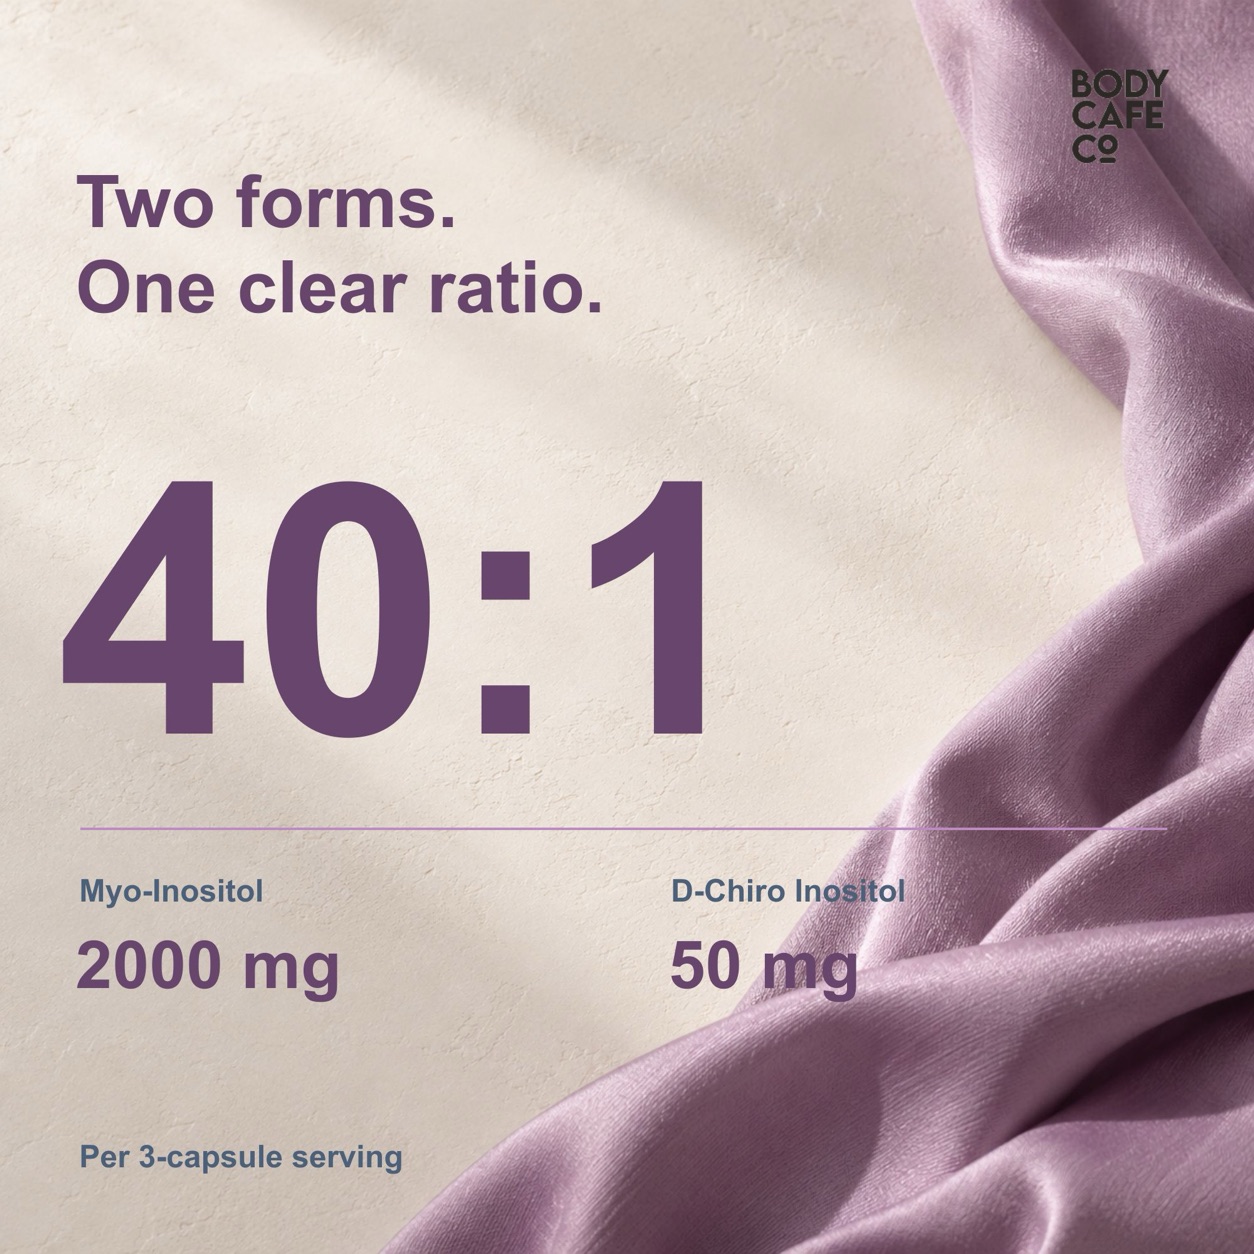 BODY
CAFE
Co
Two forms.
One clear ratio.
40:1
Myo-Inositol
2000 mg
D-Chiro Inositol
50 mg
Per 3-capsule serving